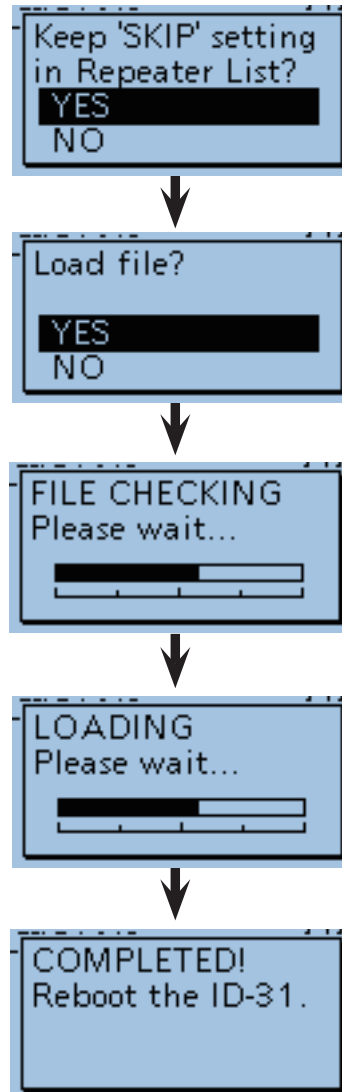 Keep 'SKIP' setting
in Repeater List?
YES
NO
Load file?
YES
NO
FILE CHECKING
Please wait...
LOADING
Please wait...
COMPLETED!
Reboot the ID-31.